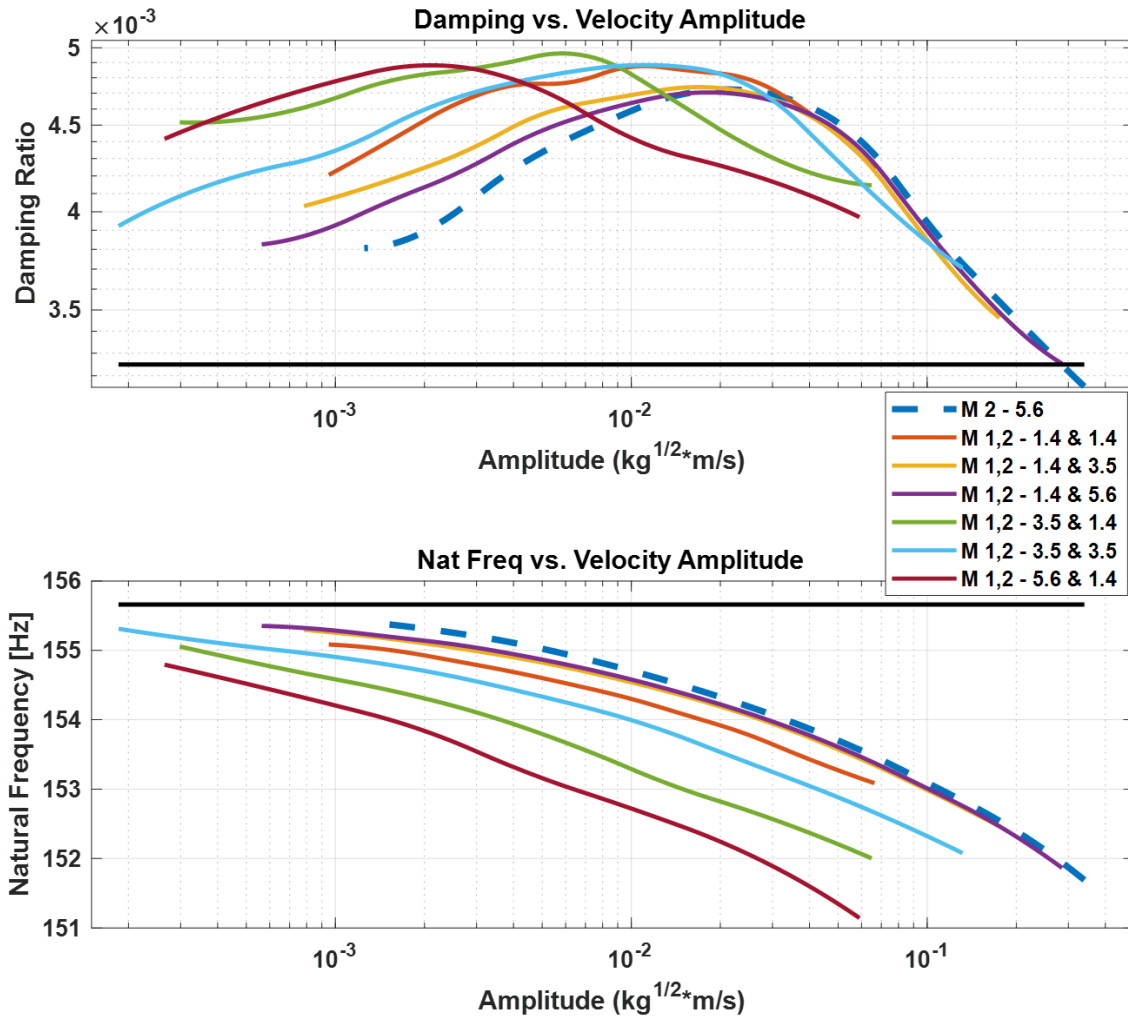 Damping vs. Velocity Amplitude
×10⁻³
5
4.5
4
3.5
Damping Ratio
10⁻³
10⁻²
Amplitude (kg^1/2*m/s)
M 2 - 5.6
M 1,2 - 1.4 & 1.4
M 1,2 - 1.4 & 3.5
M 1,2 - 1.4 & 5.6
M 1,2 - 3.5 & 1.4
M 1,2 - 3.5 & 3.5
M 1,2 - 5.6 & 1.4
Nat Freq vs. Velocity Amplitude
156
155
154
153
152
151
Natural Frequency [Hz]
10⁻³
10⁻²
10⁻¹
Amplitude (kg^1/2*m/s)